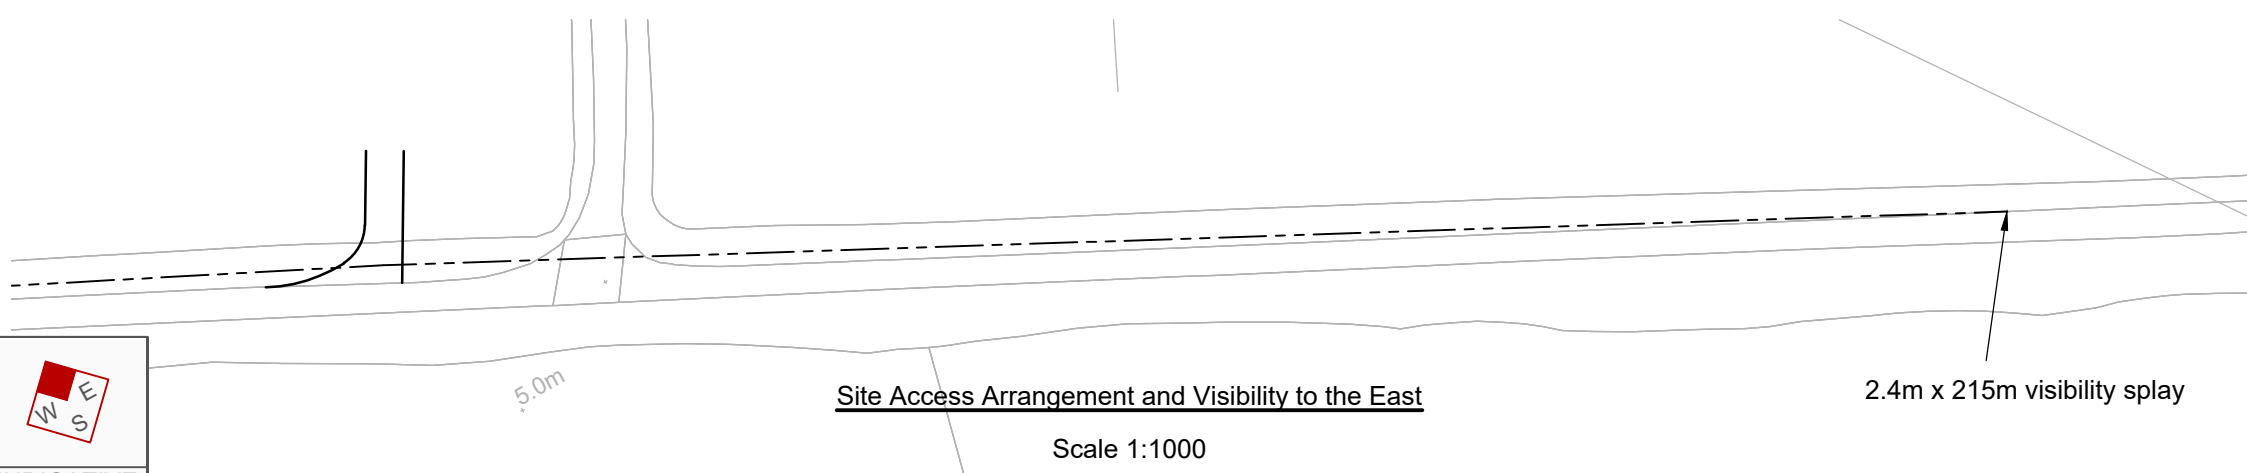 E
W
S
5.0m
Site Access Arrangement and Visibility to the East
2.4m x 215m visibility splay
Scale 1:1000